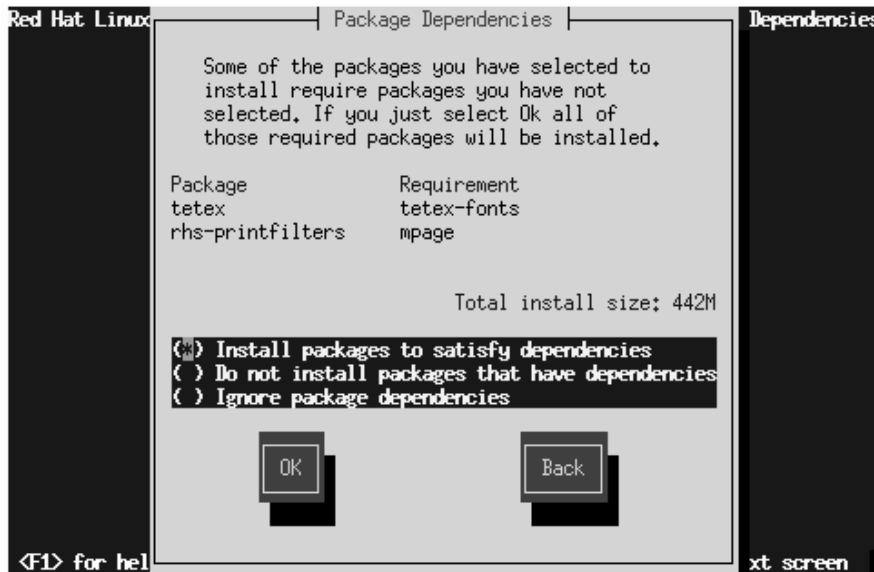 Red Hat Linux
Package Dependencies
Dependencies
Some of the packages you have selected to
install require packages you have not
selected. If you just select Ok all of
those required packages will be installed.
Package Requirement
tetex tetex-fonts
rhs-printfilters mpage
Total install size: 442M
(*) Install packages to satisfy dependencies
( ) Do not install packages that have dependencies
( ) Ignore package dependencies
OK Back
<F1> for hel
xt screen